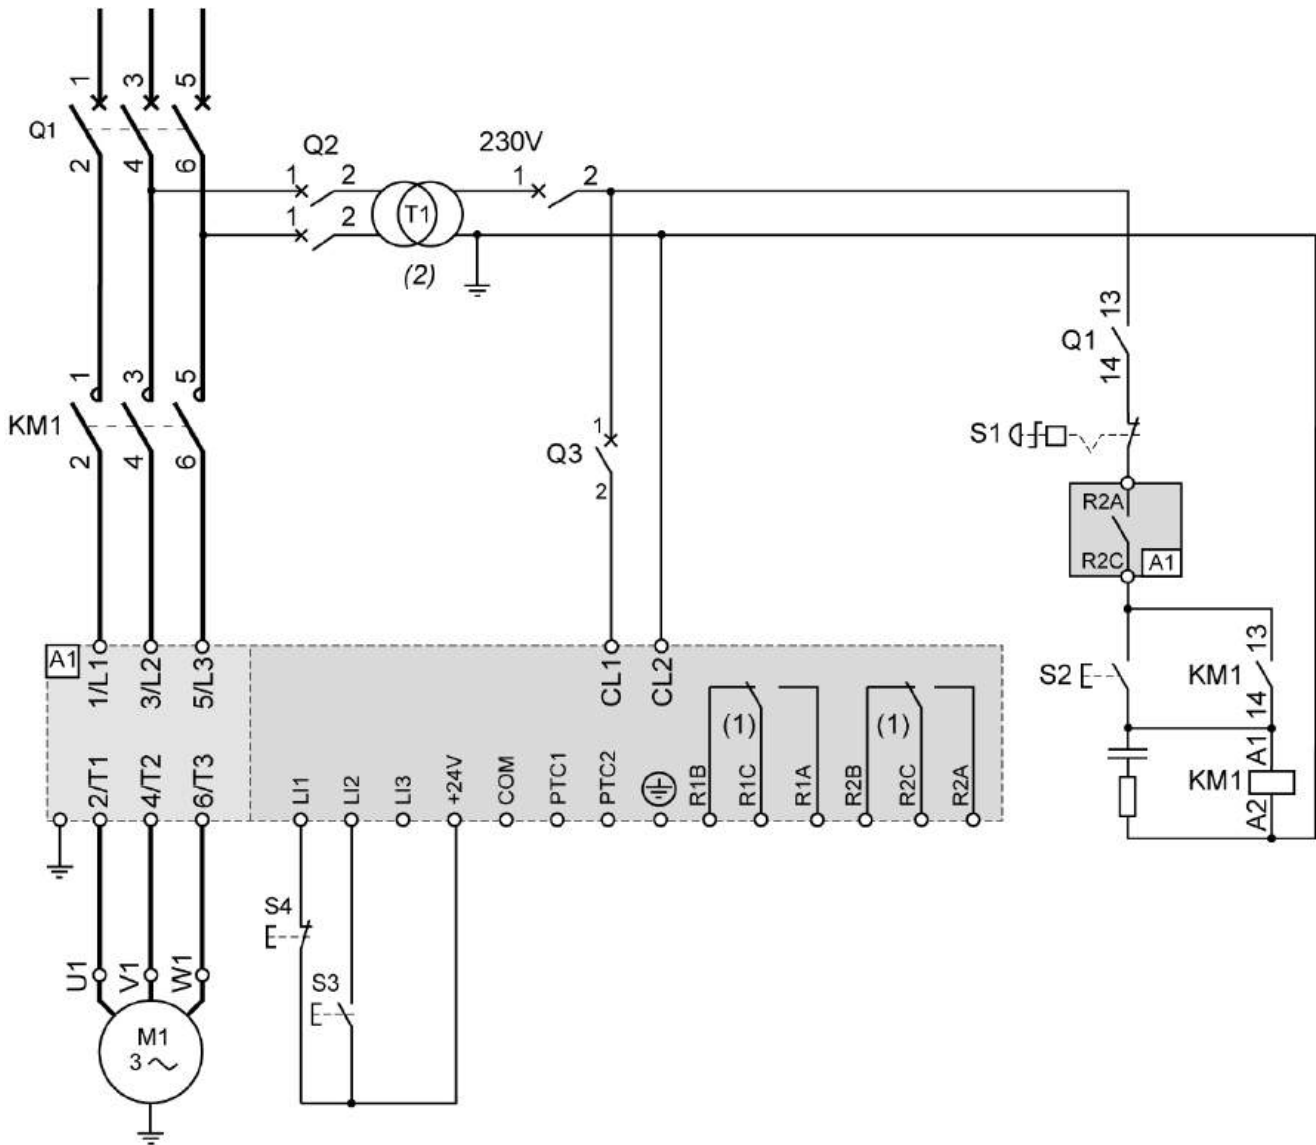 1 3 5
Q1
2 4 6
Q2
230V
1 2
1 2
1 2
T1
(2)
13
Q1
14
1 3 5
KM1
2 4 6
1
Q3
2
S1
R2A
R2C A1
A1
1/L1 3/L2 5/L3
CL1 CL2
S2
13
KM1
14
(1) (1)
A1
KM1
A2
2/T1 4/T2 6/T3
LI1 LI2 LI3 +24V COM PTC1 PTC2 R1B R1C R1A R2B R2C R2A
S4
S3
U1 V1 W1
M1
3